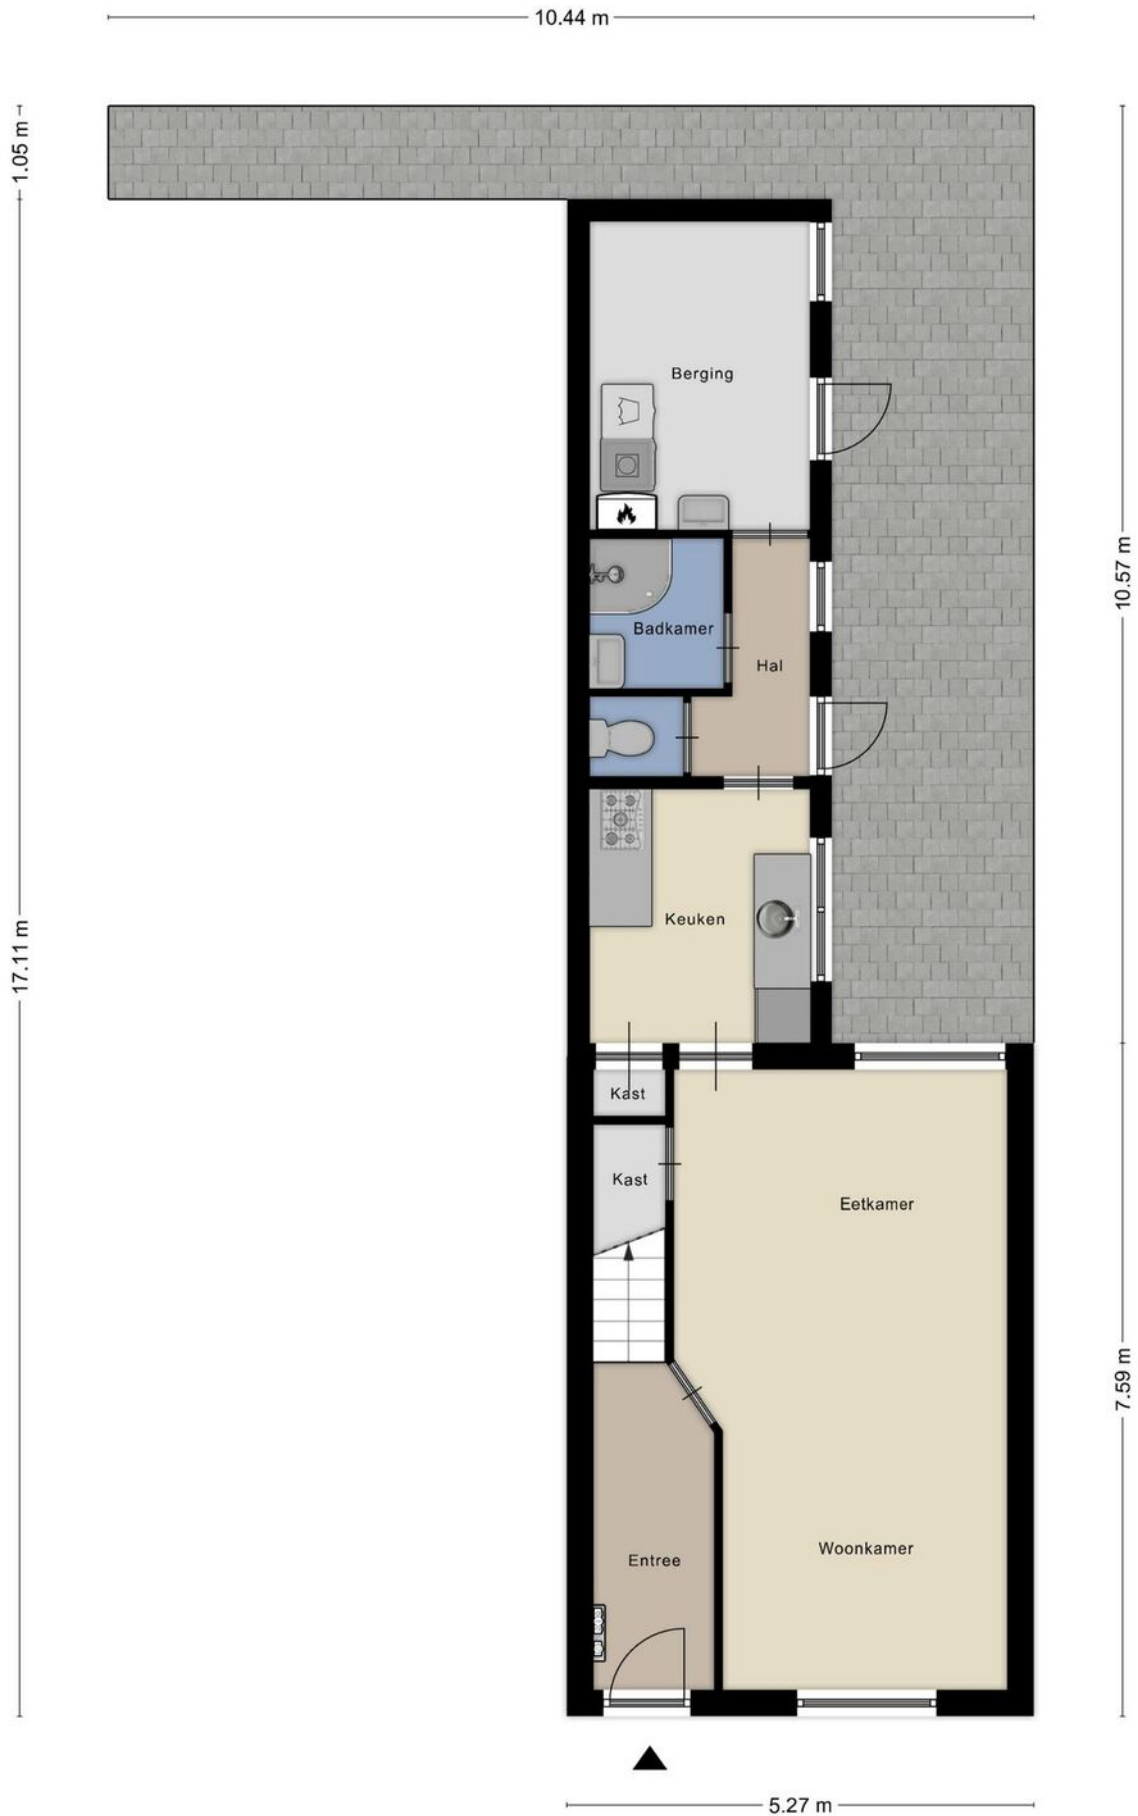 10.44 m
1.05 m
Berging
10.57 m
Badkamer
Hal
Keuken
17.11 m
Kast
Kast
Eetkamer
7.59 m
Woonkamer
Entree
5.27 m